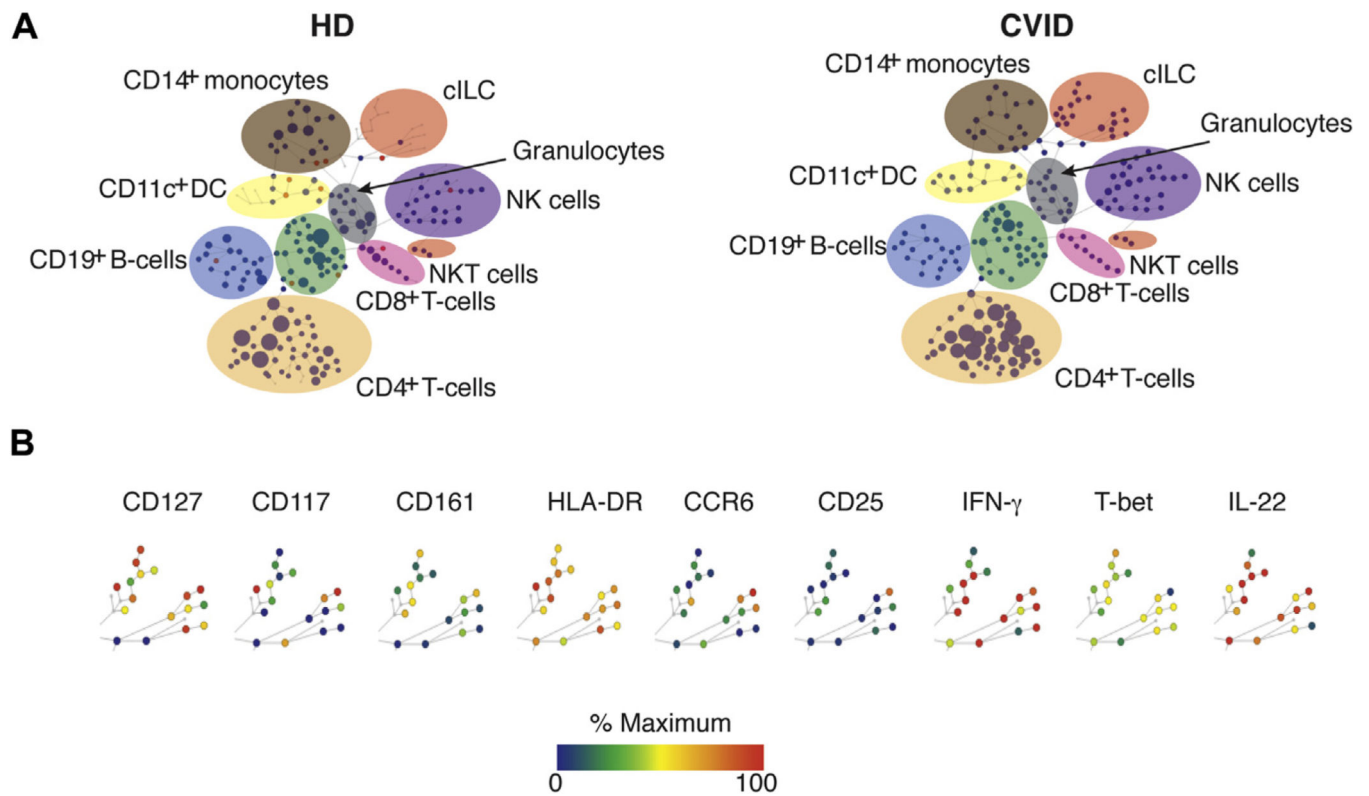 A
HD
CVID
CD14+ monocytes
cILC
Granulocytes
CD11c+DC
NK cells
CD19+ B-cells
NKT cells
CD8+T-cells
CD4+T-cells
CD14+ monocytes
cILC
Granulocytes
CD11c+DC
NK cells
CD19+ B-cells
NKT cells
CD8+T-cells
CD4+T-cells
B
CD127 CD117 CD161 HLA-DR CCR6 CD25 IFN-γ T-bet IL-22
% Maximum
0 100